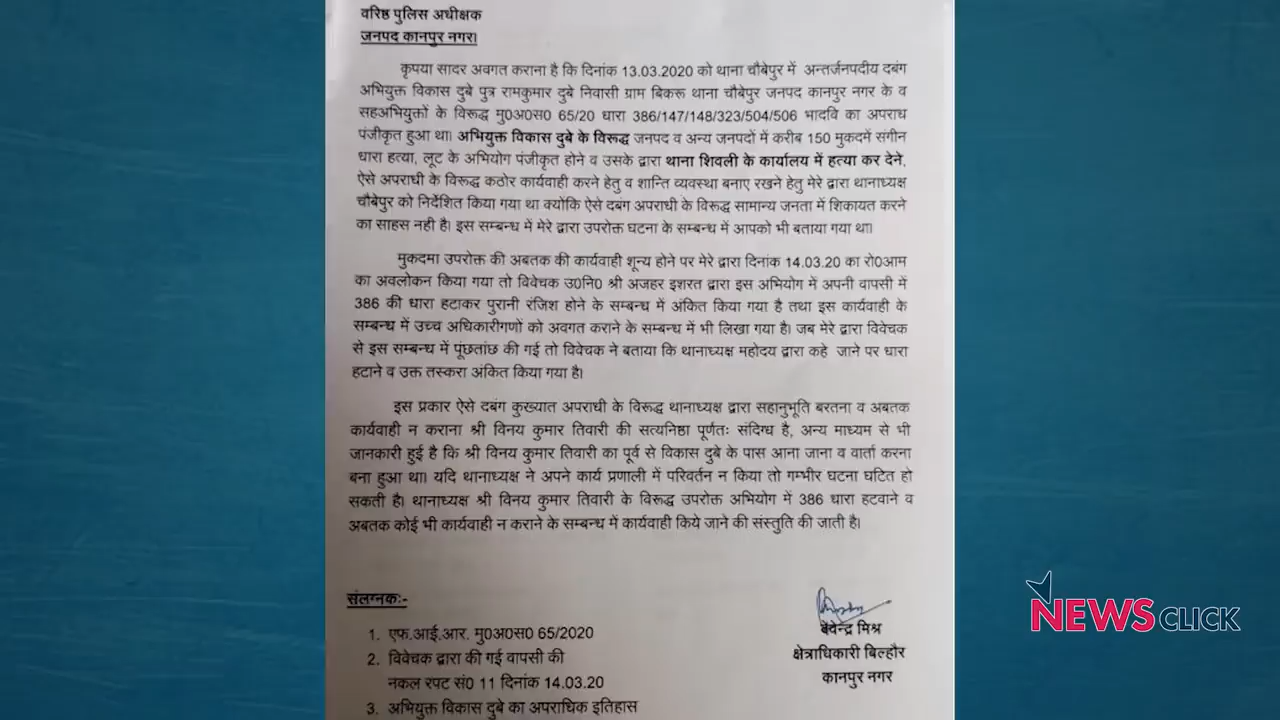 वरिष्ठ पुलिस अधीक्षक
जनपद कानपुर नगर।
कृपया सादर अवगत कराना है कि दिनांक 13.03.2020 को थाना चौबेपुर में अन्तर्जनपदीय दबंग
अभियुक्त विकास दुबे पुत्र रामकुमार दुबे निवासी ग्राम बिकरू थाना चौबेपुर जनपद कानपुर नगर के व
सहअभियुक्तों के विरूद्ध मु0अ0स0 65/20 धारा 386/147/148/323/504/506 भादवि का अपराध
पंजीकृत हुआ था। अभियुक्त विकास दुबे के विरूद्ध जनपद व अन्य जनपदों में करीब 150 मुकदमें संगीन
धारा हत्या, लूट के अभियोग पंजीकृत होने व उसके द्वारा थाना शिवली के कार्यालय में हत्या कर देने,
ऐसे अपराधी के विरूद्ध कठोर कार्यवाही करने हेतु व शान्ति व्यवस्था बनाए रखने हेतु मेरे द्वारा थानाध्यक्ष
चौबेपुर को निर्देशित किया गया था क्योंकि ऐसे दबंग अपराधी के विरूद्ध सामान्य जनता में शिकायत करने
का साहस नही है। इस सम्बन्ध में मेरे द्वारा उपरोक्त घटना के सम्बन्ध में आपको भी बताया गया था।
मुकदमा उपरोक्त की अबतक की कार्यवाही शून्य होने पर मेरे द्वारा दिनांक 14.03.20 का रो0आम
का अवलोकन किया गया तो विवेचक उ0नि0 श्री अजहर इशरत द्वारा इस अभियोग में अपनी वापसी में
386 की धारा हटाकर पुरानी रंजिश होने के सम्बन्ध में अंकित किया गया है तथा इस कार्यवाही के
सम्बन्ध में उच्च अधिकारीगणों को अवगत कराने के सम्बन्ध में भी लिखा गया है। जब मेरे द्वारा विवेचक
से इस सम्बन्ध में पूंछतांछ की गई तो विवेचक ने बताया कि थानाध्यक्ष महोदय द्वारा कहे जाने पर धारा
हटाने व उक्त तस्करा अंकित किया गया है।
इस प्रकार ऐसे दबंग कुख्यात अपराधी के विरूद्ध थानाध्यक्ष द्वारा सहानुभूति बरतना व अबतक
कार्यवाही न कराना श्री विनय कुमार तिवारी की सत्यनिष्ठा पूर्णतः संदिग्ध है, अन्य माध्यम से भी
जानकारी हुई है कि श्री विनय कुमार तिवारी का पूर्व से विकास दुबे के पास आना जाना व वार्ता करना
बना हुआ था। यदि थानाध्यक्ष ने अपने कार्य प्रणाली में परिवर्तन न किया तो गम्भीर घटना घटित हो
सकती है। थानाध्यक्ष श्री विनय कुमार तिवारी के विरूद्ध उपरोक्त अभियोग में 386 धारा हटवाने व
अबतक कोई भी कार्यवाही न कराने के सम्बन्ध में कार्यवाही किये जाने की संस्तुति की जाती है।
संलग्नकः-
1. एफ.आई.आर. मु0अ0स0 65/2020
2. विवेचक द्वारा की गई वापसी की
नकल रपट सं0 11 दिनांक 14.03.20
3. अभियुक्त विकास दुबे का अपराधिक इतिहास
देवेन्द्र मिश्र
क्षेत्राधिकारी बिल्हौर
कानपुर नगर
NEWSCLICK